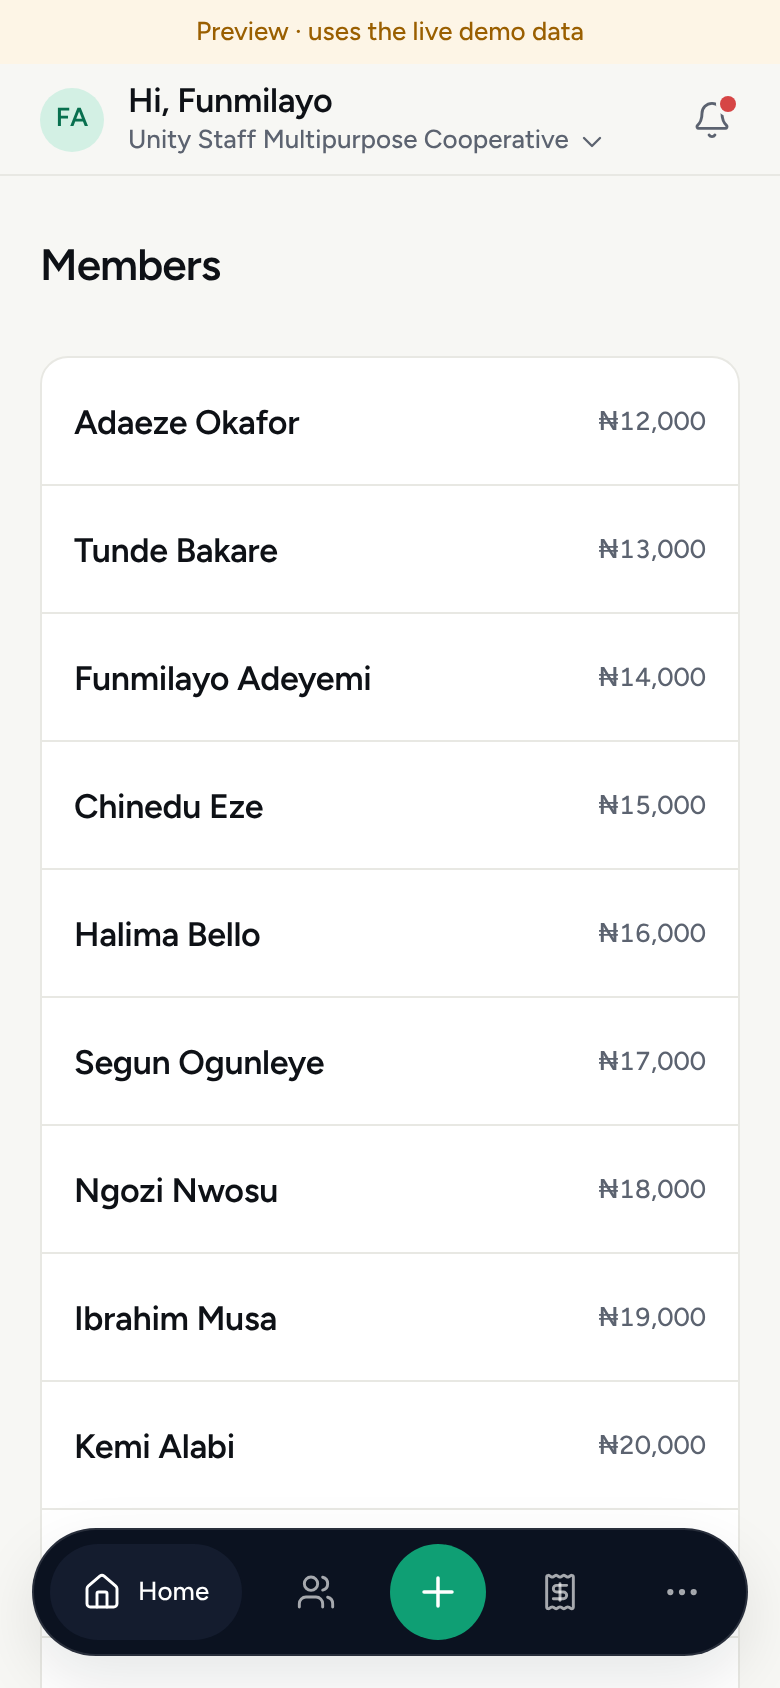 Preview · uses the live demo data
FA
Hi, Funmilayo
Unity Staff Multipurpose Cooperative
Members
Adaeze Okafor ₦12,000
Tunde Bakare ₦13,000
Funmilayo Adeyemi ₦14,000
Chinedu Eze ₦15,000
Halima Bello ₦16,000
Segun Ogunleye ₦17,000
Ngozi Nwosu ₦18,000
Ibrahim Musa ₦19,000
Kemi Alabi ₦20,000
Home